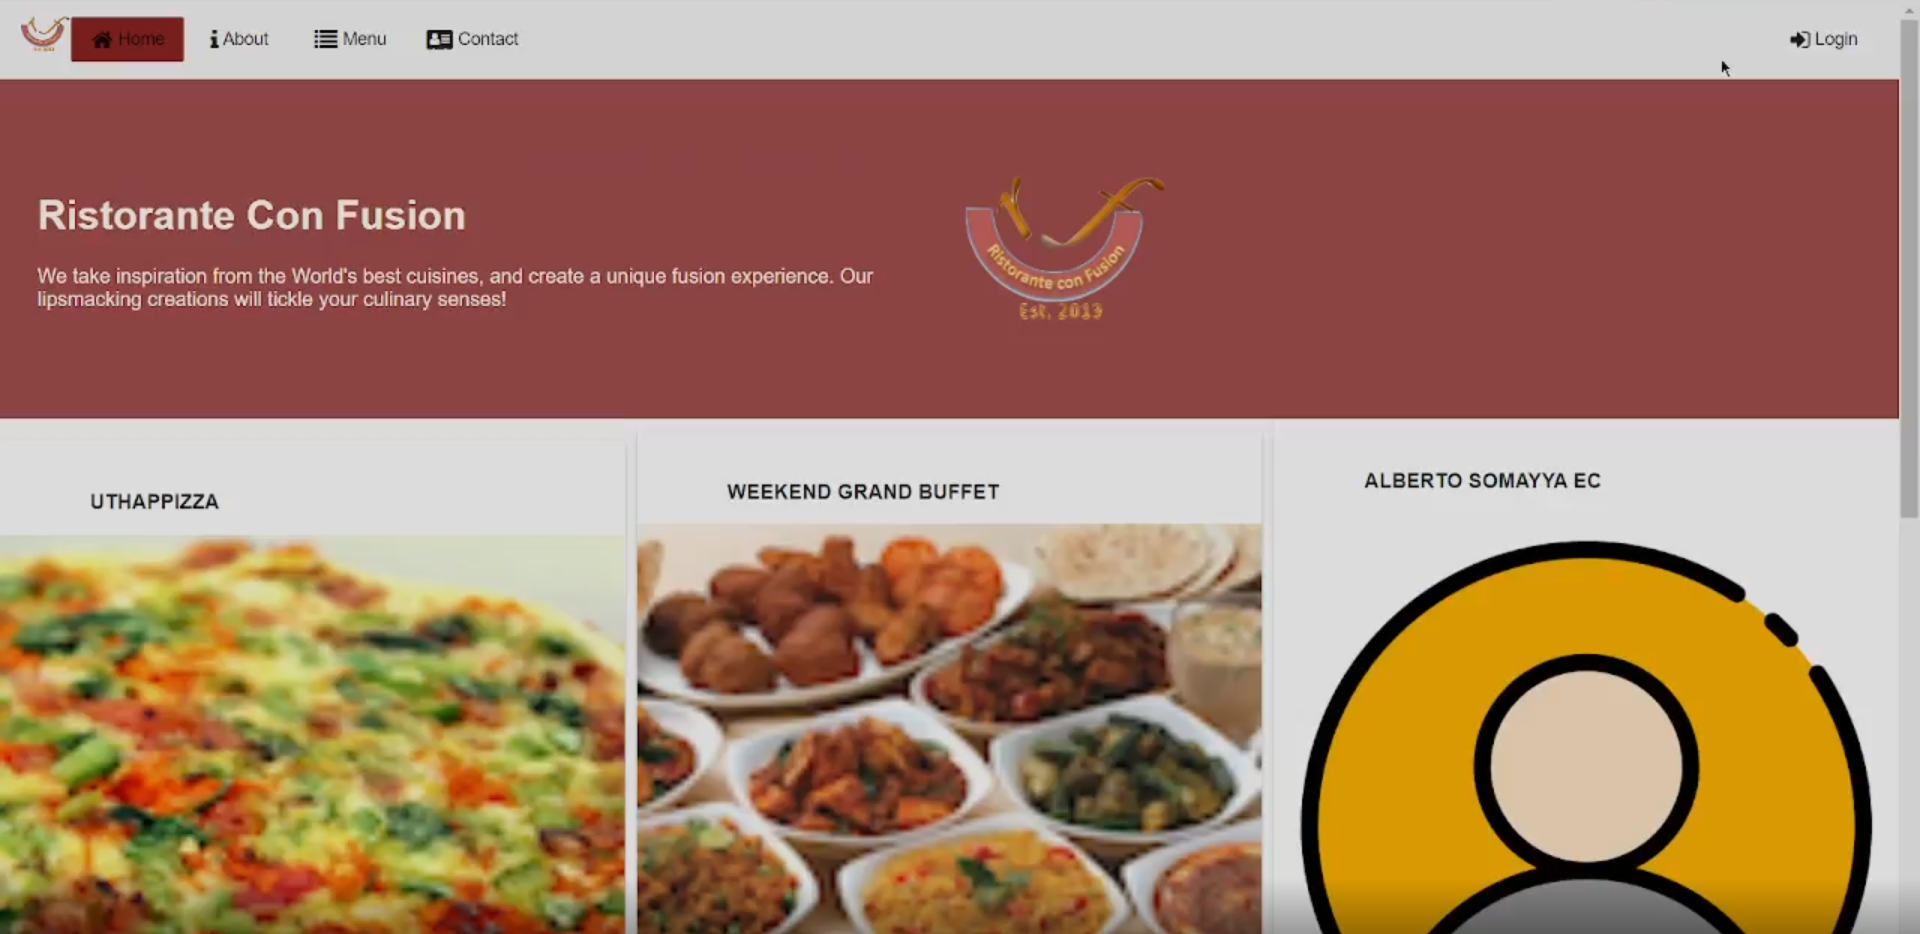 Home
About
Menu
Contact
Login
Ristorante Con Fusion
We take inspiration from the World's best cuisines, and create a unique fusion experience. Our
lipsmacking creations will tickle your culinary senses!
Ristorante con Fusion
Est. 2013
UTHAPPIZZA
WEEKEND GRAND BUFFET
ALBERTO SOMAYYA EC